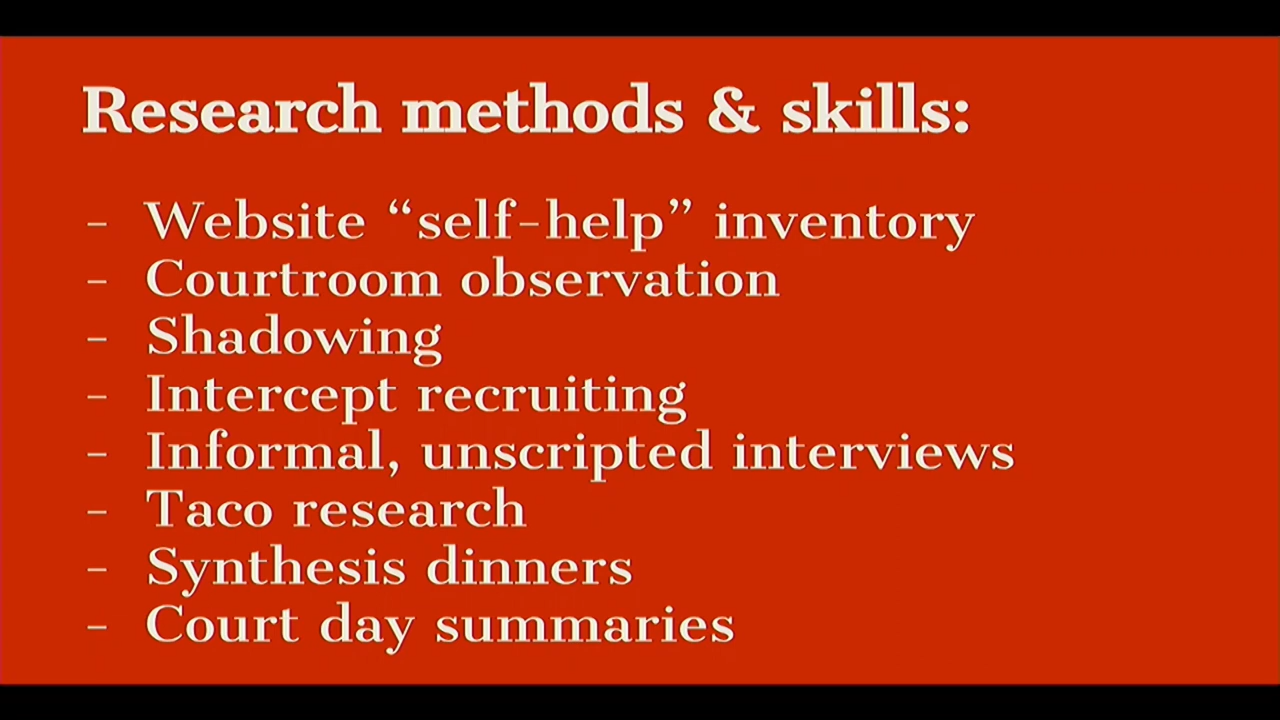 Research methods & skills:
- Website “self-help” inventory
- Courtroom observation
- Shadowing
- Intercept recruiting
- Informal, unscripted interviews
- Taco research
- Synthesis dinners
- Court day summaries